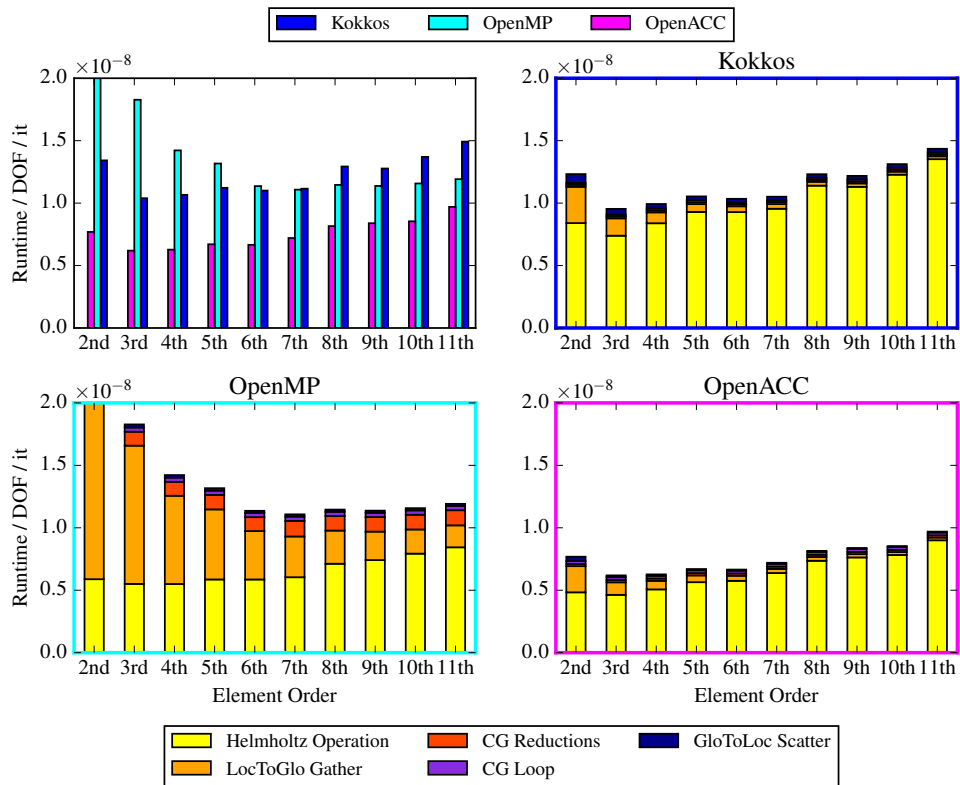 Kokkos OpenMP OpenACC
×10⁻⁸
Kokkos
×10⁻⁸
2.0
1.5
1.0
0.5
0.0
Runtime / DOF / it
2nd 3rd 4th 5th 6th 7th 8th 9th 10th 11th
2.0
1.5
1.0
0.5
0.0
2nd 3rd 4th 5th 6th 7th 8th 9th 10th 11th
OpenMP
×10⁻⁸
OpenACC
×10⁻⁸
2.0
1.5
1.0
0.5
0.0
Runtime / DOF / it
2nd 3rd 4th 5th 6th 7th 8th 9th 10th 11th
Element Order
2.0
1.5
1.0
0.5
0.0
2nd 3rd 4th 5th 6th 7th 8th 9th 10th 11th
Element Order
Helmholtz Operation CG Reductions GloToLoc Scatter
LocToGlo Gather CG Loop